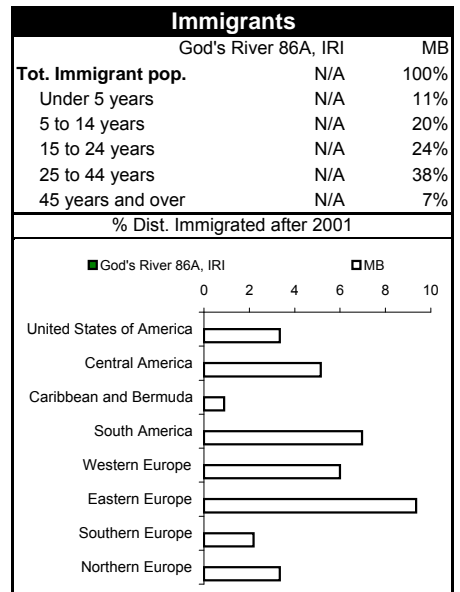 Immigrants
God's River 86A, IRI MB
Tot. Immigrant pop. N/A 100%
Under 5 years N/A 11%
5 to 14 years N/A 20%
15 to 24 years N/A 24%
25 to 44 years N/A 38%
45 years and over N/A 7%
% Dist. Immigrated after 2001
God's River 86A, IRI MB
0 2 4 6 8 10
United States of America
Central America
Caribbean and Bermuda
South America
Western Europe
Eastern Europe
Southern Europe
Northern Europe